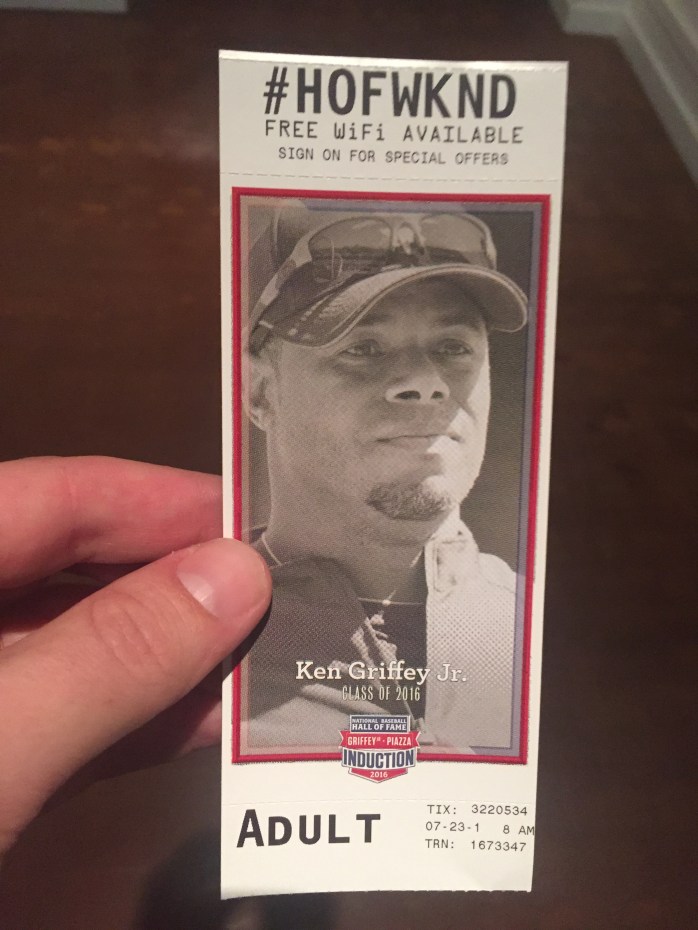 #HOFWKND
FREE WiFi AVAILABLE
SIGN ON FOR SPECIAL OFFERS
Ken Griffey Jr.
CLASS OF 2016
NATIONAL BASEBALL
HALL OF FAME
GRIFFEY JR · PIAZZA
INDUCTION
2016
ADULT
TIX: 3220534
07-23-1 8 AM
TRN: 1673347